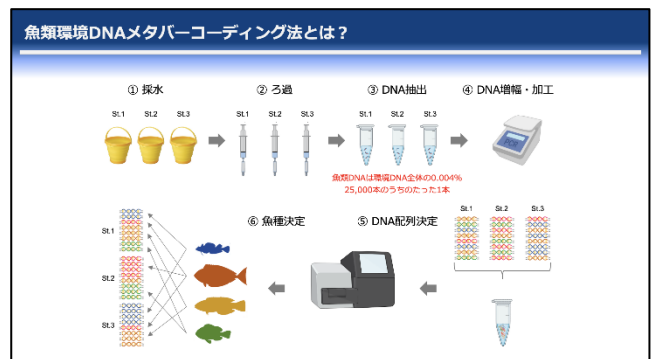 魚類環境DNAメタバーコーディング法とは？
① 採水
② ろ過
③ DNA抽出
④ DNA増幅・加工
St.1 St.2 St.3
St.1 St.2 St.3
St.1 St.2 St.3
PCR
魚類DNAは環境DNA全体の0.004%
25,000本のうちのたった1本
⑥ 魚種決定
⑤ DNA配列決定
St.1 St.2 St.3
St.1
St.2
St.3